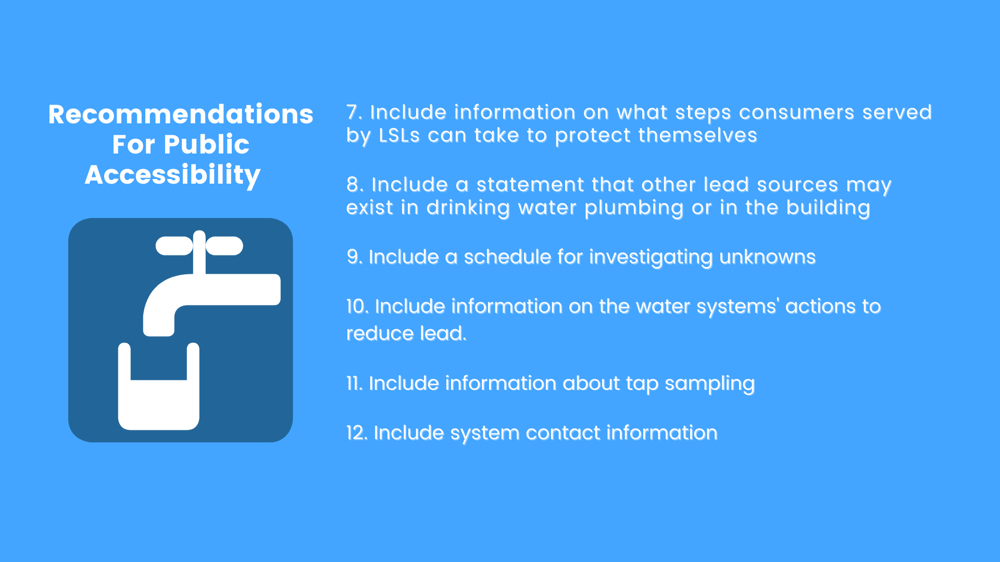 Recommendations
For Public
Accessibility
7. Include information on what steps consumers served
by LSLs can take to protect themselves
8. Include a statement that other lead sources may
exist in drinking water plumbing or in the building
9. Include a schedule for investigating unknowns
10. Include information on the water systems' actions to
reduce lead.
11. Include information about tap sampling
12. Include system contact information